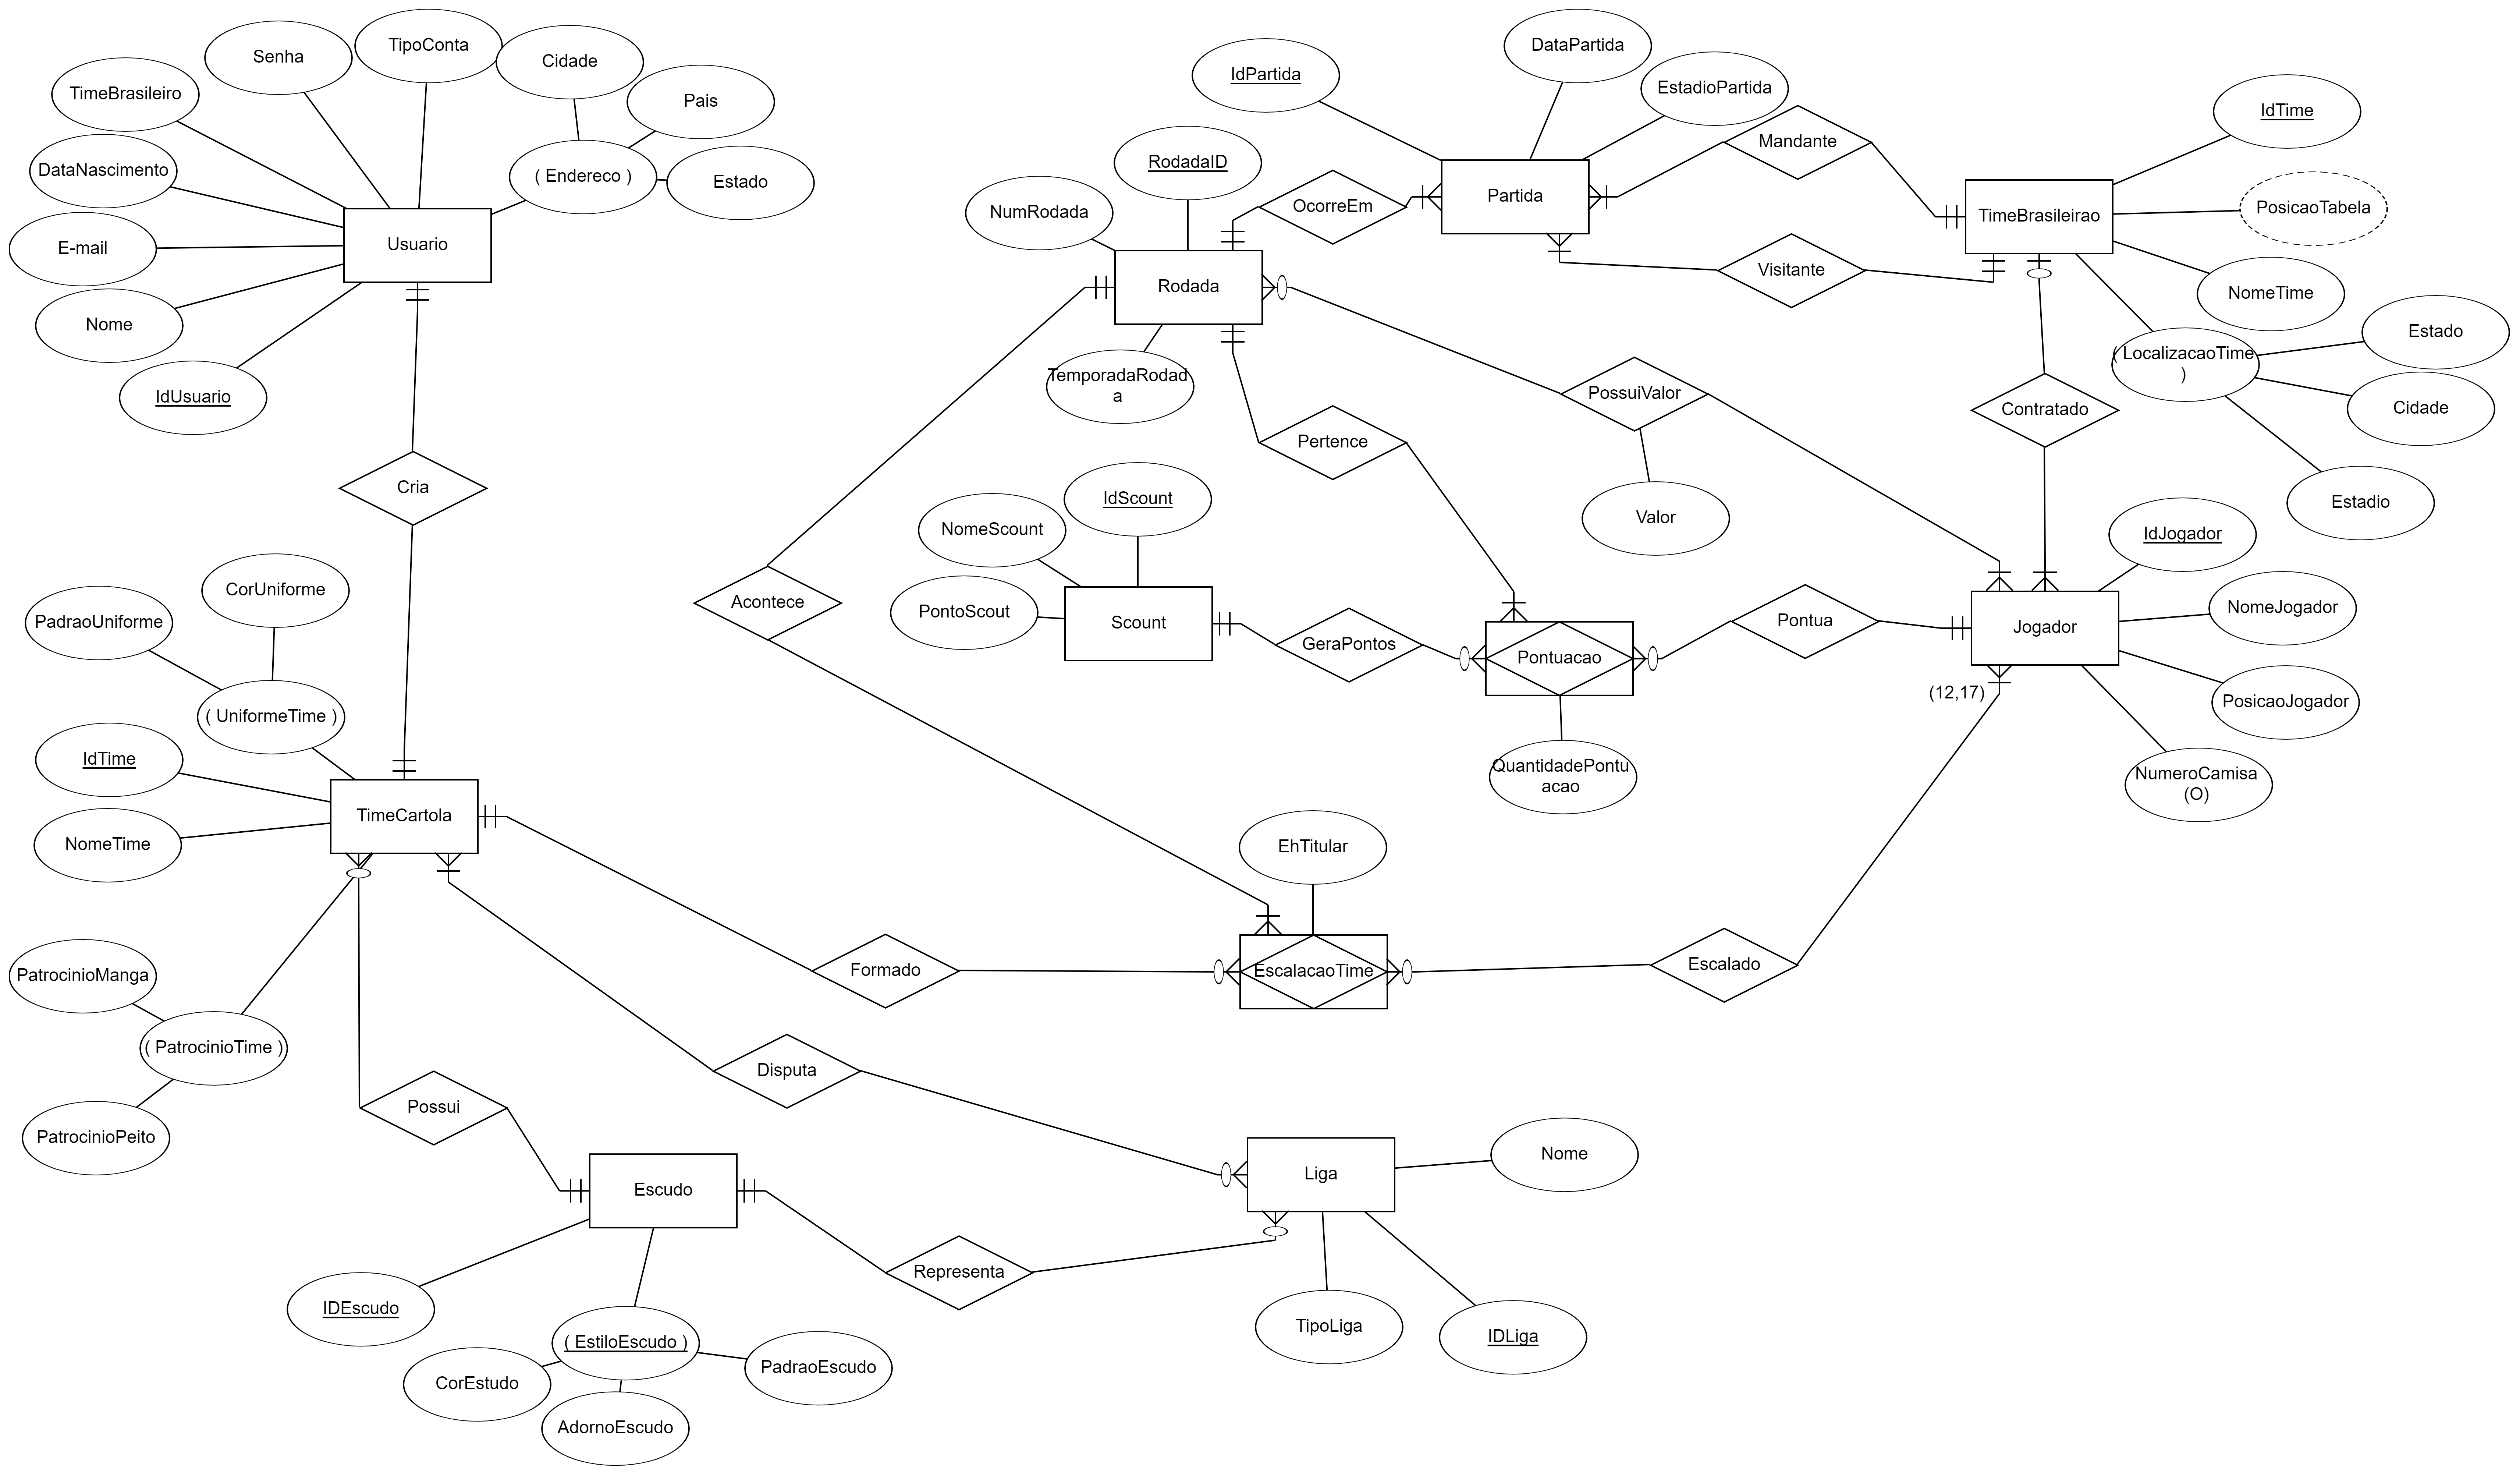 TipoConta
Senha
Cidade
TimeBrasileiro
Pais
DataNascimento
( Endereco )
Estado
E-mail
Usuario
Nome
IdUsuario
Cria
DataPartida
IdPartida
EstadioPartida
Mandante
IdTime
RodadaID
NumRodada
OcorreEm
Partida
TimeBrasileirao
PosicaoTabela
Rodada
Visitante
NomeTime
Estado
( LocalizacaoTime
)
TemporadaRodad
a
PossuiValor
Contratado
Cidade
Pertence
Estadio
Valor
IdScount
NomeScount
IdJogador
Acontece
PontoScout
Scount
GeraPontos
Pontuacao
Pontua
Jogador
NomeJogador
(12,17)
PosicaoJogador
QuantidadePontu
acao
NumeroCamisa
(O)
CorUniforme
PadraoUniforme
( UniformeTime )
IdTime
TimeCartola
NomeTime
EhTitular
Formado
EscalacaoTime
Escalado
PatrocinioManga
( PatrocinioTime )
Disputa
Possui
PatrocinioPeito
Escudo
Liga
Nome
Representa
IDEscudo
( EstiloEscudo )
TipoLiga
IDLiga
CorEstudo
PadraoEscudo
AdornoEscudo